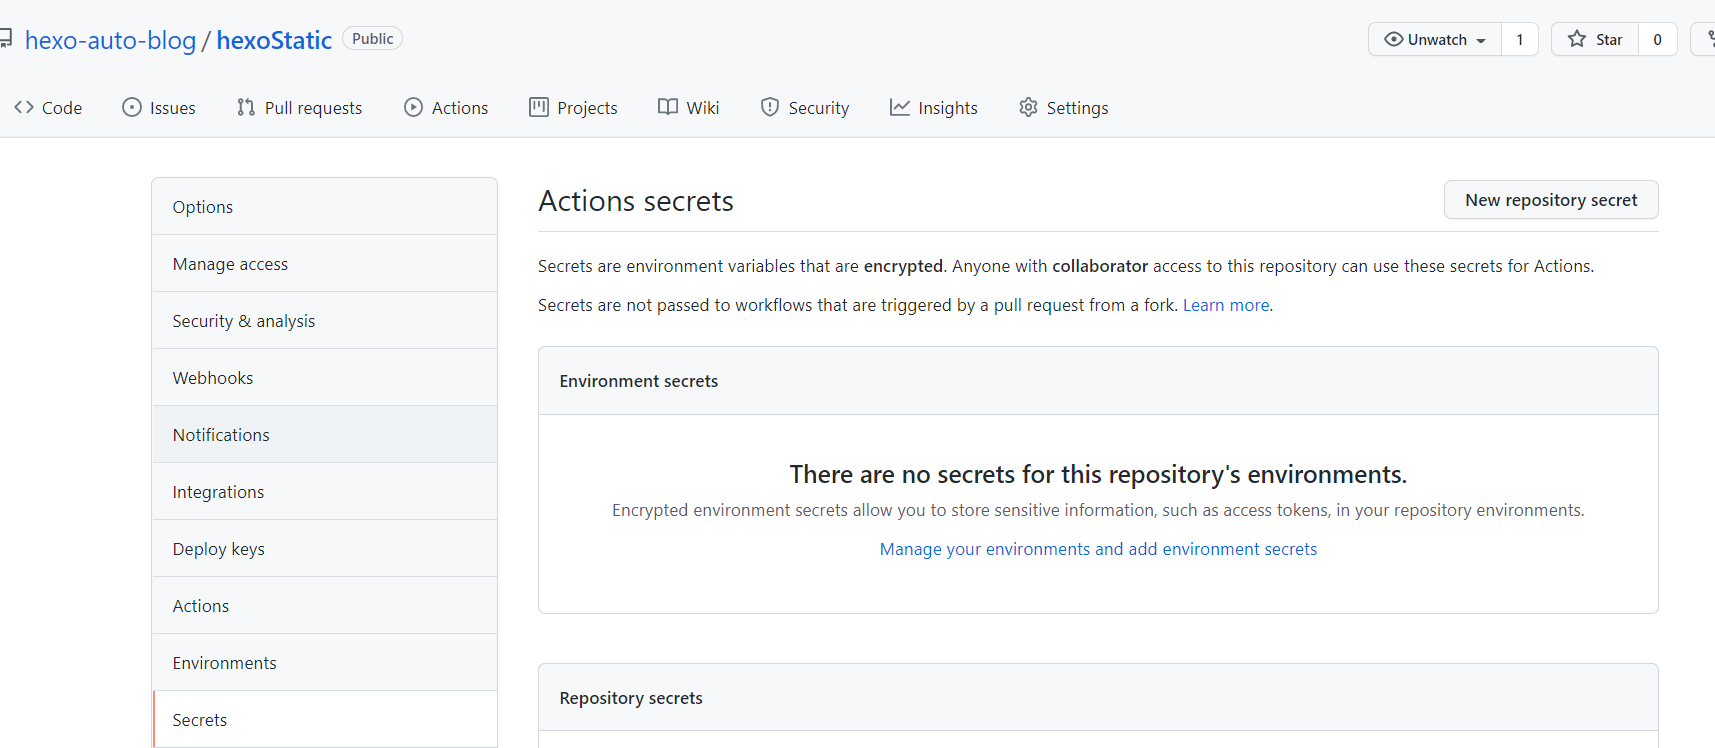 hexo-auto-blog / hexoStatic Public
Unwatch 1 Star 0
Code Issues Pull requests Actions Projects Wiki Security Insights Settings
Options
Manage access
Security & analysis
Webhooks
Notifications
Integrations
Deploy keys
Actions
Environments
Secrets
Actions secrets
New repository secret
Secrets are environment variables that are encrypted. Anyone with collaborator access to this repository can use these secrets for Actions.
Secrets are not passed to workflows that are triggered by a pull request from a fork. Learn more.
Environment secrets
There are no secrets for this repository's environments.
Encrypted environment secrets allow you to store sensitive information, such as access tokens, in your repository environments.
Manage your environments and add environment secrets
Repository secrets